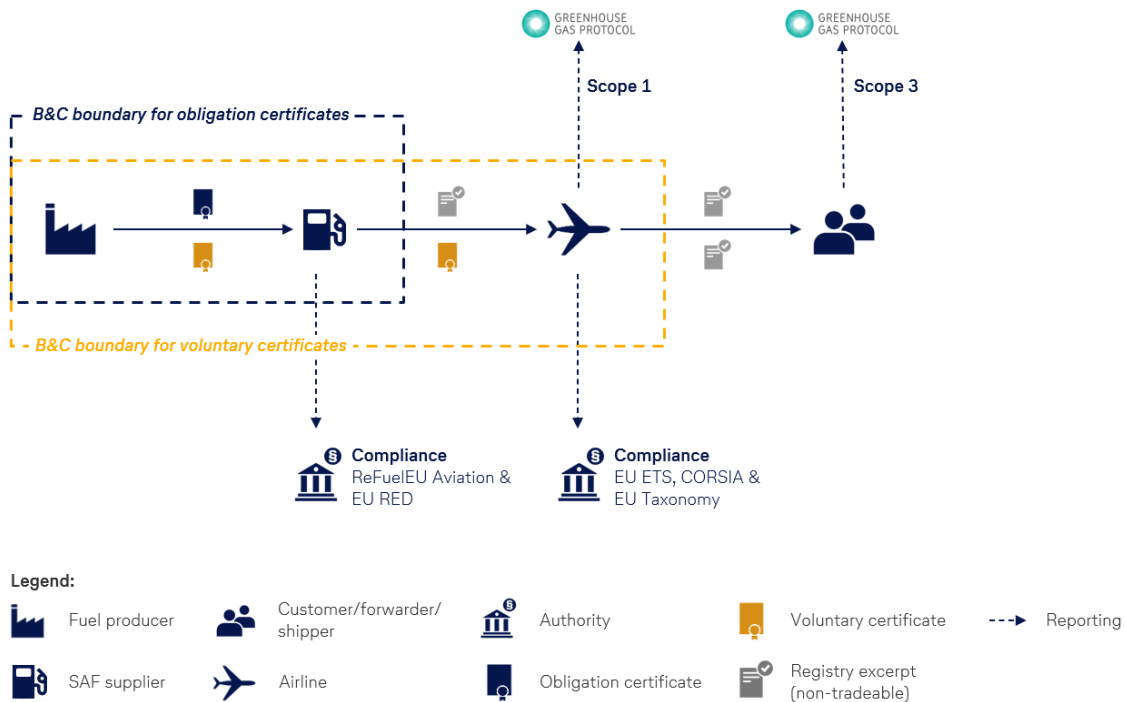 GREENHOUSE
GAS PROTOCOL
GREENHOUSE
GAS PROTOCOL
Scope 1
Scope 3
B&C boundary for obligation certificates
B&C boundary for voluntary certificates
§
Compliance
ReFuelEU Aviation &
EU RED
§
Compliance
EU ETS, CORSIA &
EU Taxonomy
Legend:
Fuel producer
Customer/forwarder/
shipper
§
Authority
Voluntary certificate
Reporting
SAF supplier
Airline
Obligation certificate
Registry excerpt
(non-tradeable)